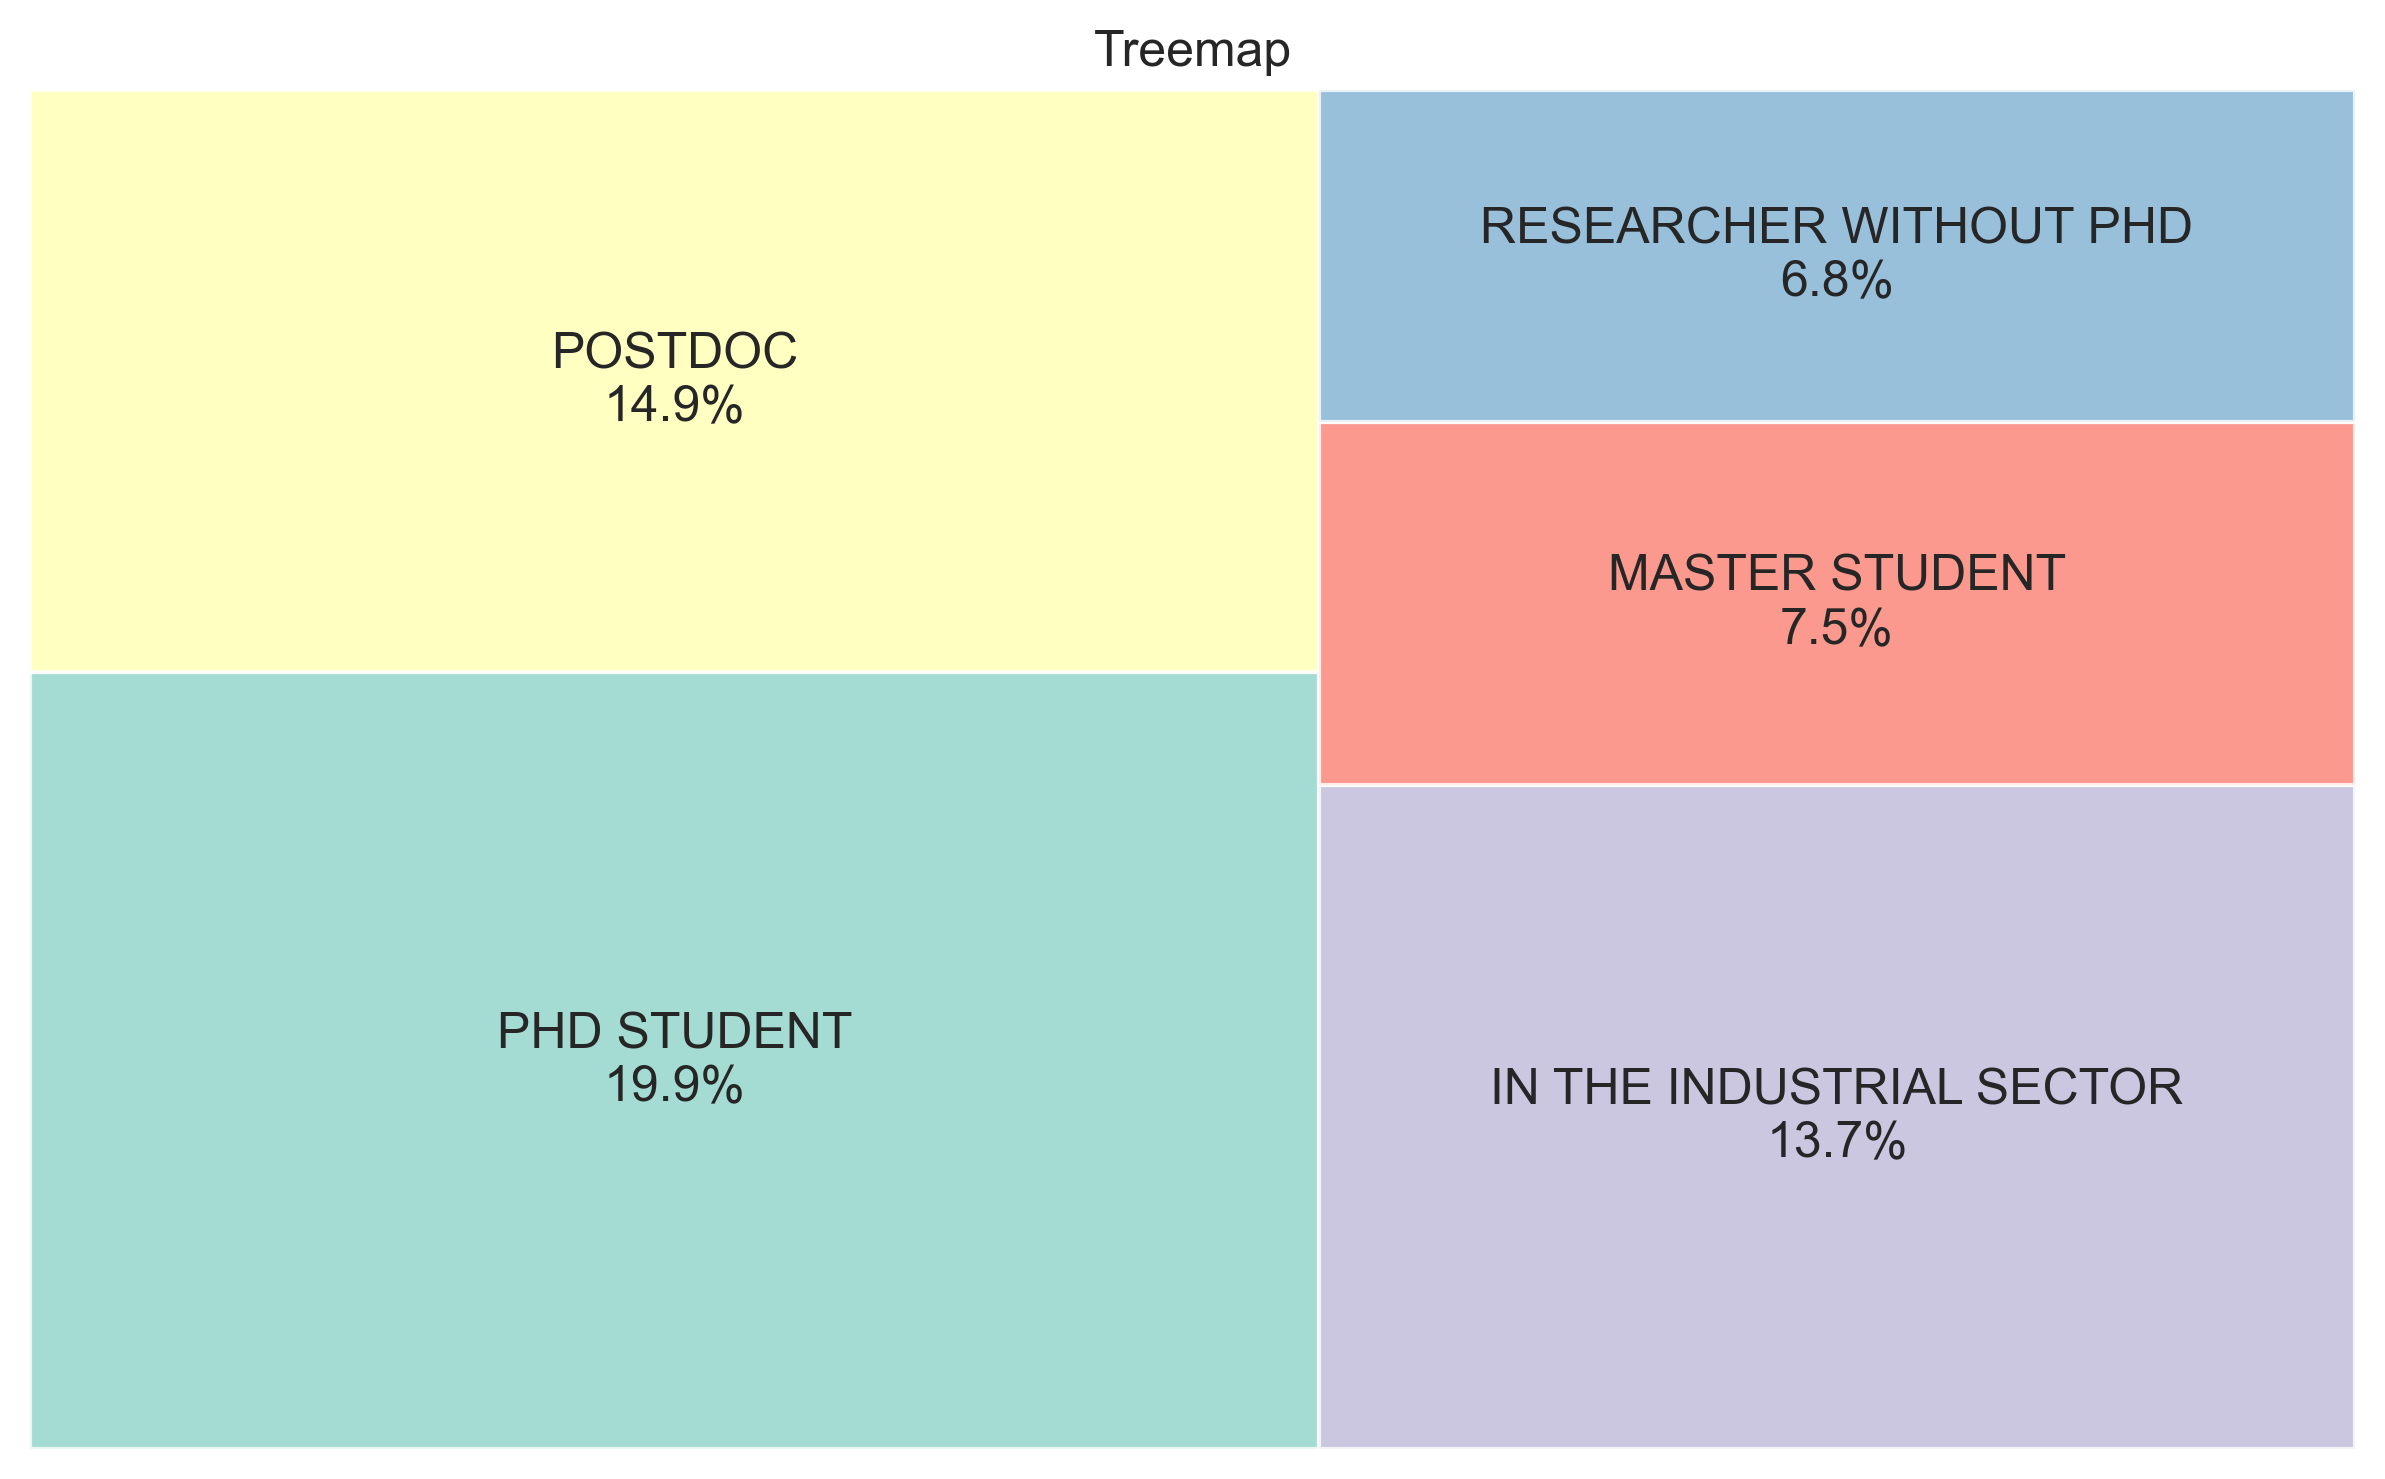 Treemap
POSTDOC
14.9%
PHD STUDENT
19.9%
RESEARCHER WITHOUT PHD
6.8%
MASTER STUDENT
7.5%
IN THE INDUSTRIAL SECTOR
13.7%